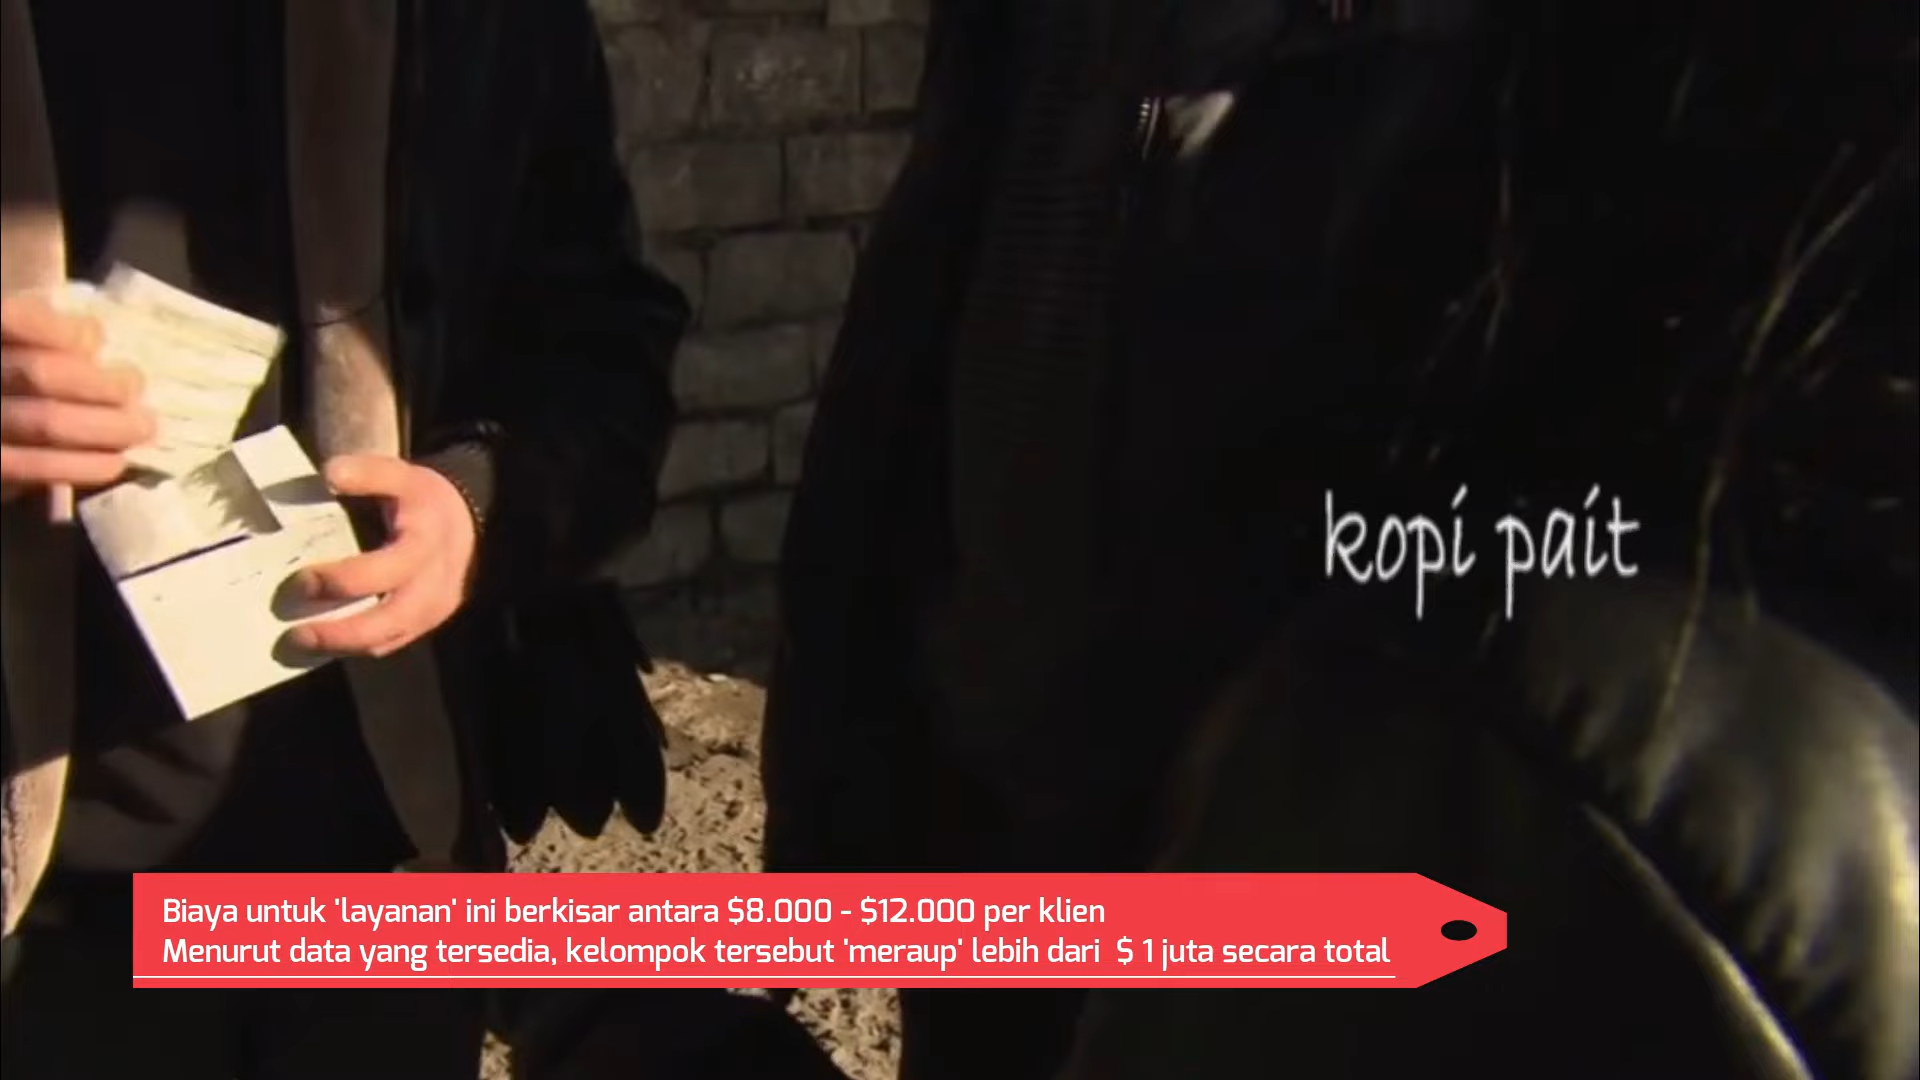 kopi pait
Biaya untuk 'layanan' ini berkisar antara $8.000 - $12.000 per klien
Menurut data yang tersedia, kelompok tersebut 'meraup' lebih dari $ 1 juta secara total